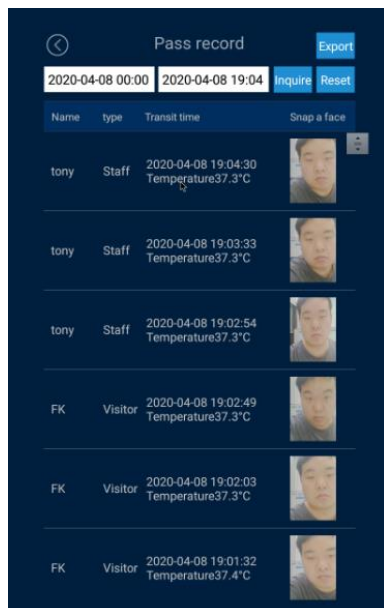 Pass record
Export
2020-04-08 00:00 2020-04-08 19:04 Inquire Reset
Name type Transit time Snap a face
tony Staff 2020-04-08 19:04:30
Temperature37.3°C
tony Staff 2020-04-08 19:03:33
Temperature37.3°C
tony Staff 2020-04-08 19:02:54
Temperature37.3°C
FK Visitor 2020-04-08 19:02:49
Temperature37.3°C
FK Visitor 2020-04-08 19:02:03
Temperature37.3°C
FK Visitor 2020-04-08 19:01:32
Temperature37.4°C